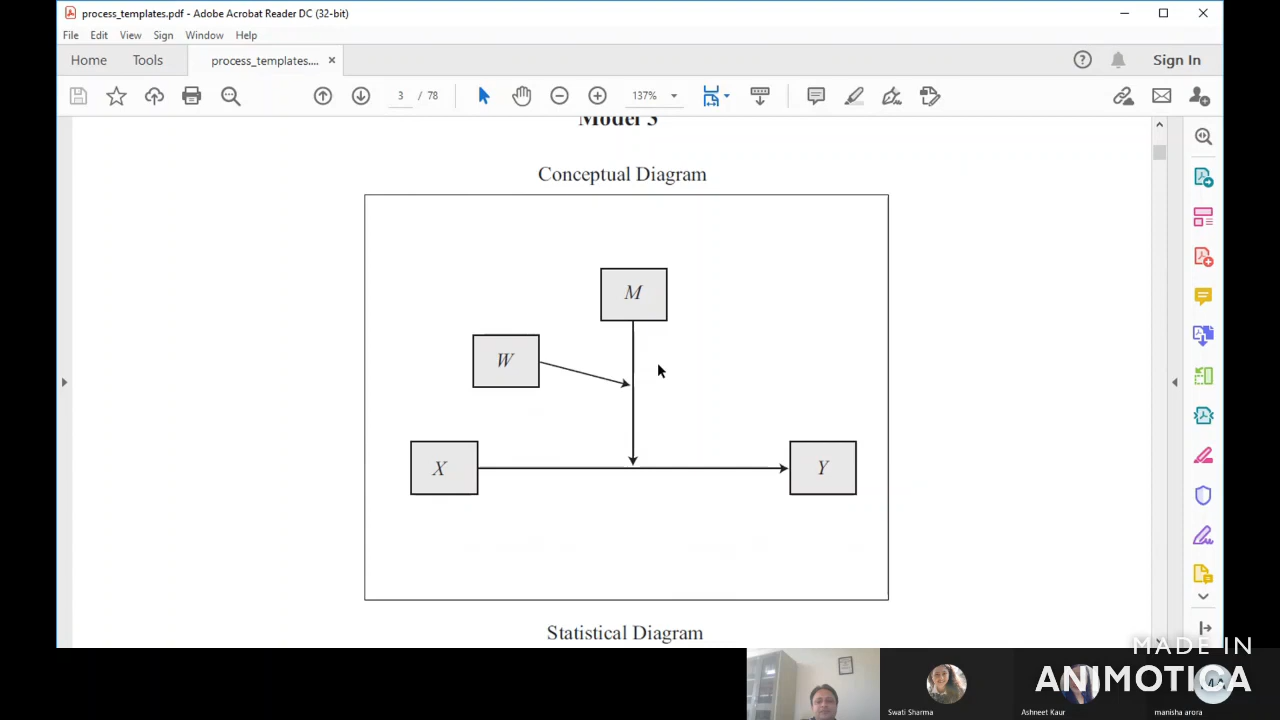 process_templates.pdf - Adobe Acrobat Reader DC (32-bit)
File Edit View Sign Window Help
Home Tools process_templates.... × Sign In
3 / 78 137%
Model 3
Conceptual Diagram
M
W
X Y
Statistical Diagram
MADE IN
ANIMOTICA
MA
Swati Sharma Ashneet Kaur manisha arora